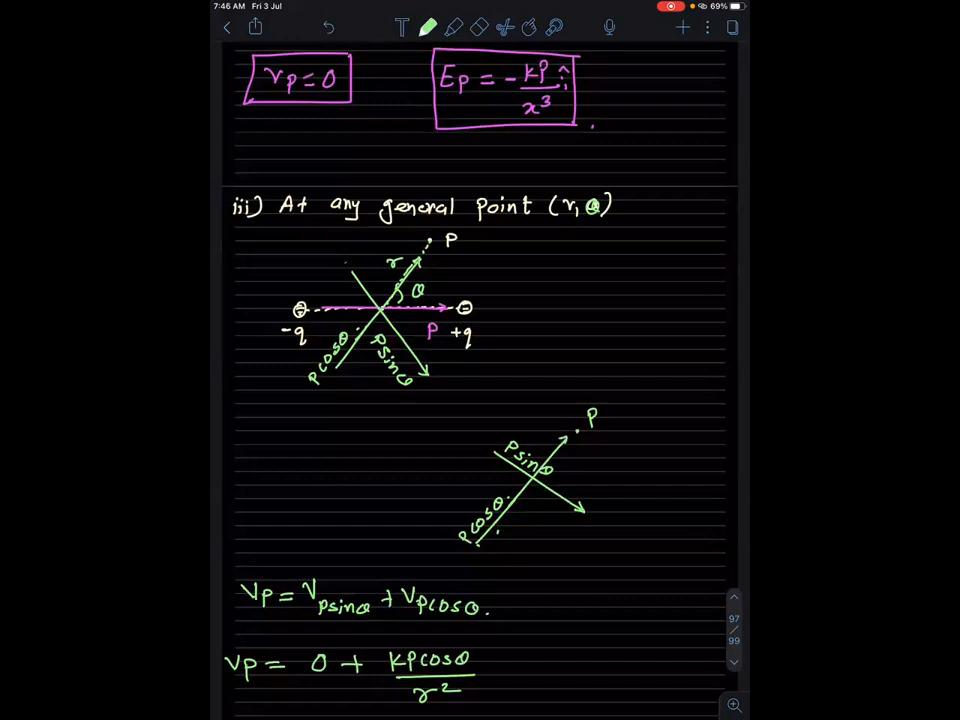 7:46 AM Fri 3 Jul
69%
VP = 0
EP = - KP/x³ î
iii) At any general point (r, θ)
P
r
θ
-q
P
+q
Pcosθ
Psinθ
P
Psinθ
Pcosθ
VP = VPsinθ + VPcosθ.
VP = 0 + KPcosθ/r²
97
99